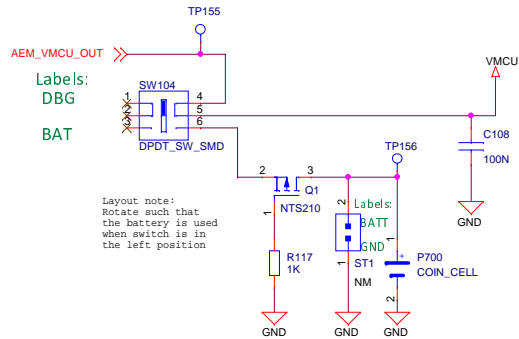 TP155
AEM_VMCU_OUT
VMCU
Labels:
DBG
BAT
SW104
1
2
3
4
5
6
DPDT_SW_SMD
C108
100N
GND
TP156
2
3
Q1
NTS210
1
Layout note:
Rotate such that
the battery is used
when switch is in
the left position
R117
1K
GND
2
Labels:
BATT
GND
1
ST1
NM
GND
1
+
P700
COIN_CELL
2
GND